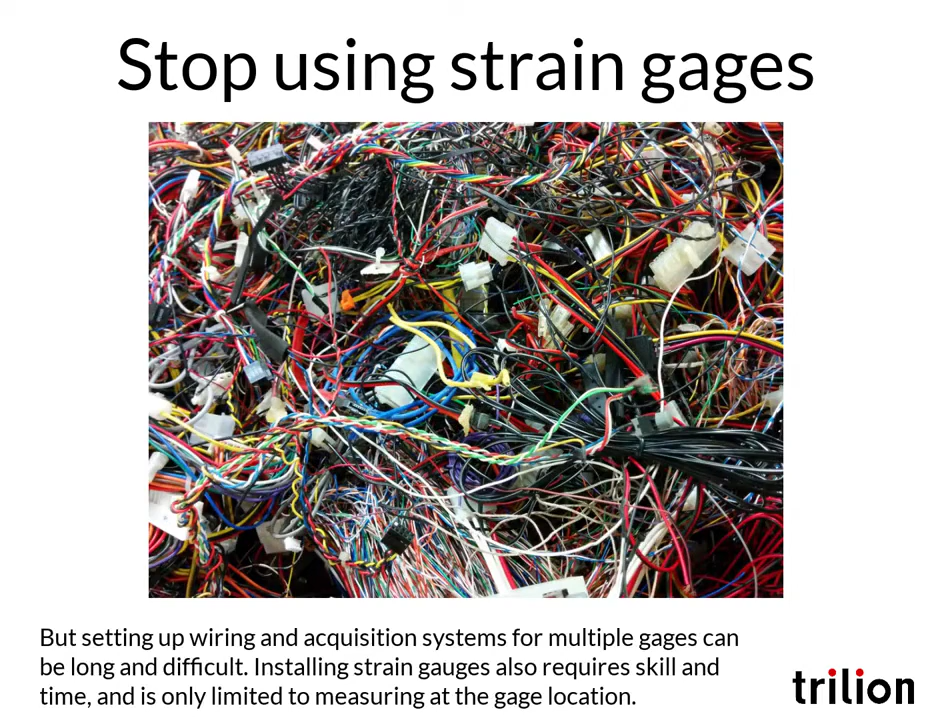 Stop using strain gages
But setting up wiring and acquisition systems for multiple gages can
be long and difficult. Installing strain gauges also requires skill and
time, and is only limited to measuring at the gage location.
trilion